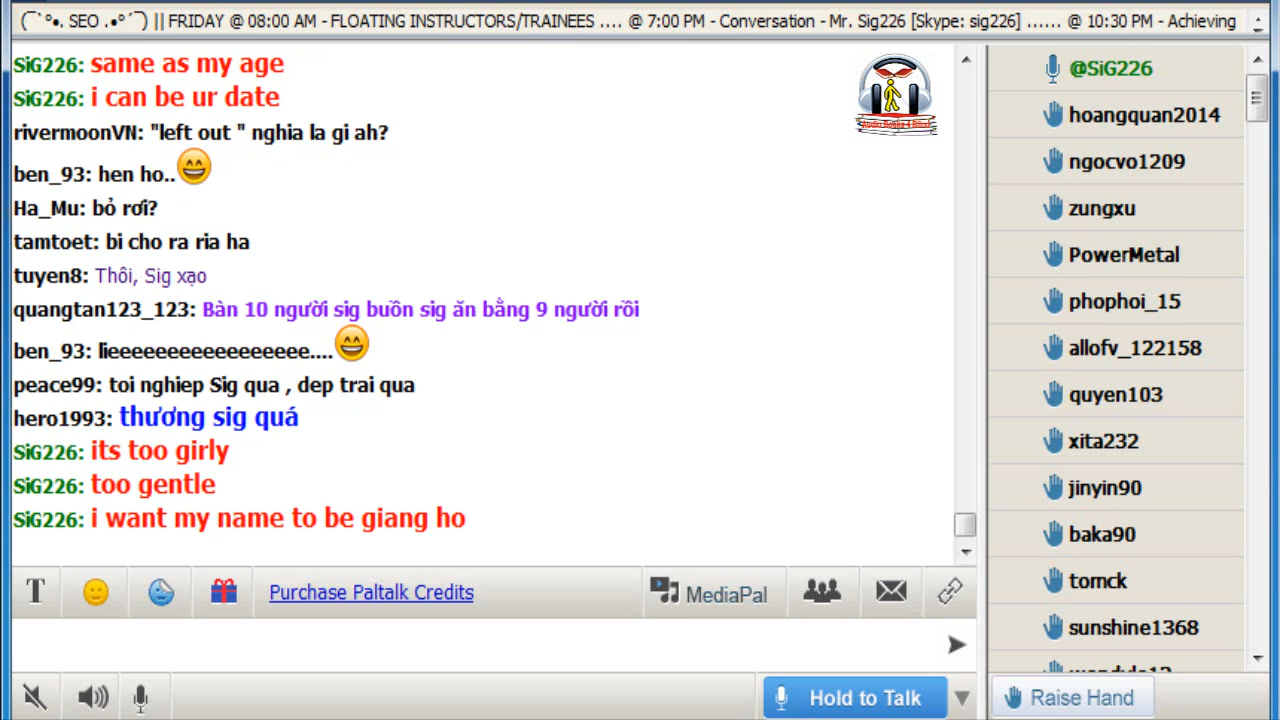 (¯`°•. SEO .•°´¯) || FRIDAY @ 08:00 AM - FLOATING INSTRUCTORS/TRAINEES .... @ 7:00 PM - Conversation - Mr. Sig226 [Skype: sig226] ...... @ 10:30 PM - Achieving
SiG226: same as my age
SiG226: i can be ur date
rivermoonVN: "left out " nghia la gi ah?
ben_93: hen ho..
Ha_Mu: bỏ rơi?
tamtoet: bi cho ra ria ha
tuyen8: Thôi, Sig xạo
quangtan123_123: Bàn 10 người sig buồn sig ăn bằng 9 người rồi
ben_93: lieeeeeeeeeeeeeeeee....
peace99: toi nghiep Sig qua , dep trai qua
hero1993: thương sig quá
SiG226: its too girly
SiG226: too gentle
SiG226: i want my name to be giang ho
@SiG226
hoangquan2014
ngocvo1209
zungxu
PowerMetal
phophoi_15
allofv_122158
quyen103
xita232
jinyin90
baka90
tomck
sunshine1368
T
Purchase Paltalk Credits
MediaPal
Hold to Talk
Raise Hand